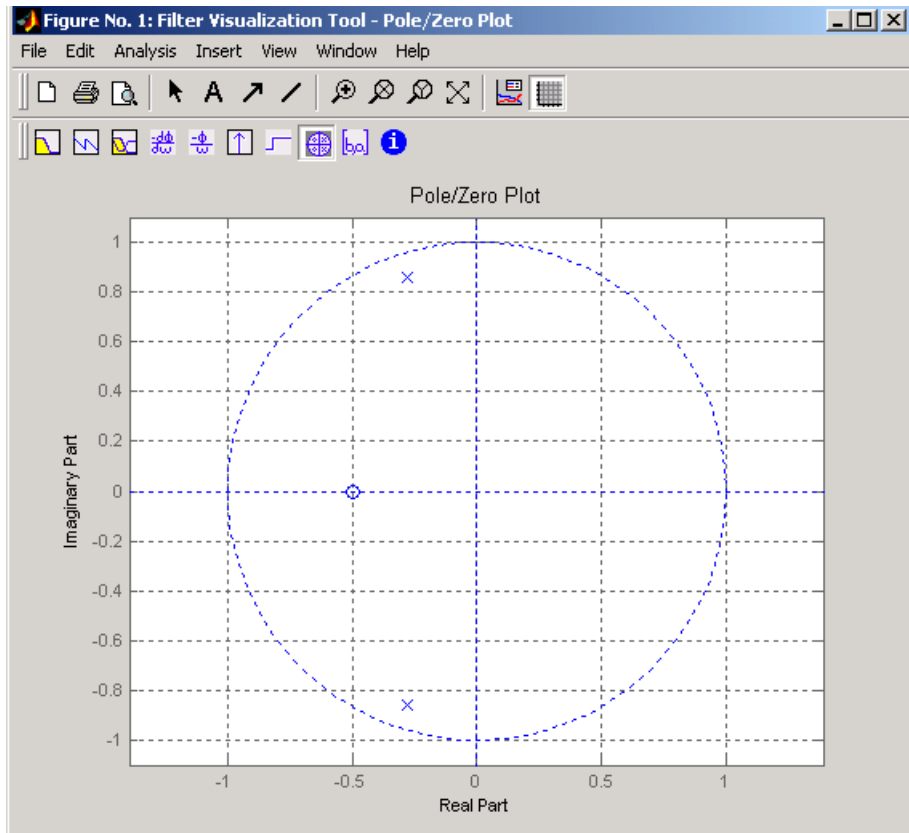 Figure No. 1: Filter Visualization Tool - Pole/Zero Plot
File Edit Analysis Insert View Window Help
A
[b,a] i
Pole/Zero Plot
1
0.8
0.6
0.4
0.2
0
-0.2
-0.4
-0.6
-0.8
-1
Imaginary Part
-1 -0.5 0 0.5 1
Real Part